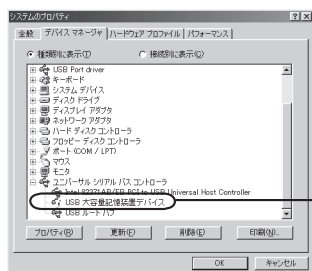 システムのプロパティ
全般 デバイス マネージャ ハードウェア プロファイル パフォーマンス
種類別に表示(T) 接続別に表示(C)
USB Port driver
キーボード
システム デバイス
ディスク ドライブ
ディスプレイ アダプタ
ネットワーク アダプタ
ハード ディスク コントローラ
フロッピー ディスク コントローラ
ポート (COM / LPT)
マウス
モニタ
ユニバーサル シリアル バス コントローラ
Intel 82371AB/EB PCI to USB Universal Host Controller
USB 大容量記憶装置デバイス
USB ルート ハブ
プロパティ(R) 更新(F) 削除(E) 印刷(N)...
OK キャンセル